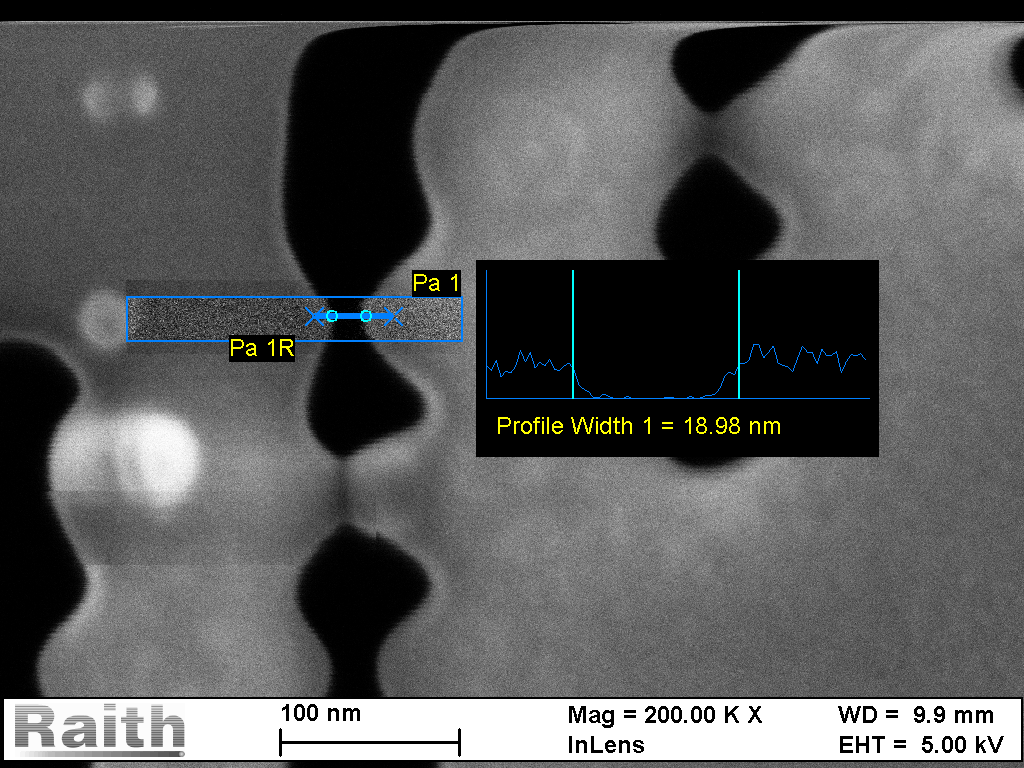 Pa 1
Pa 1R
Profile Width 1 = 18.98 nm
Raith
100 nm
Mag = 200.00 K X
WD = 9.9 mm
InLens
EHT = 5.00 kV